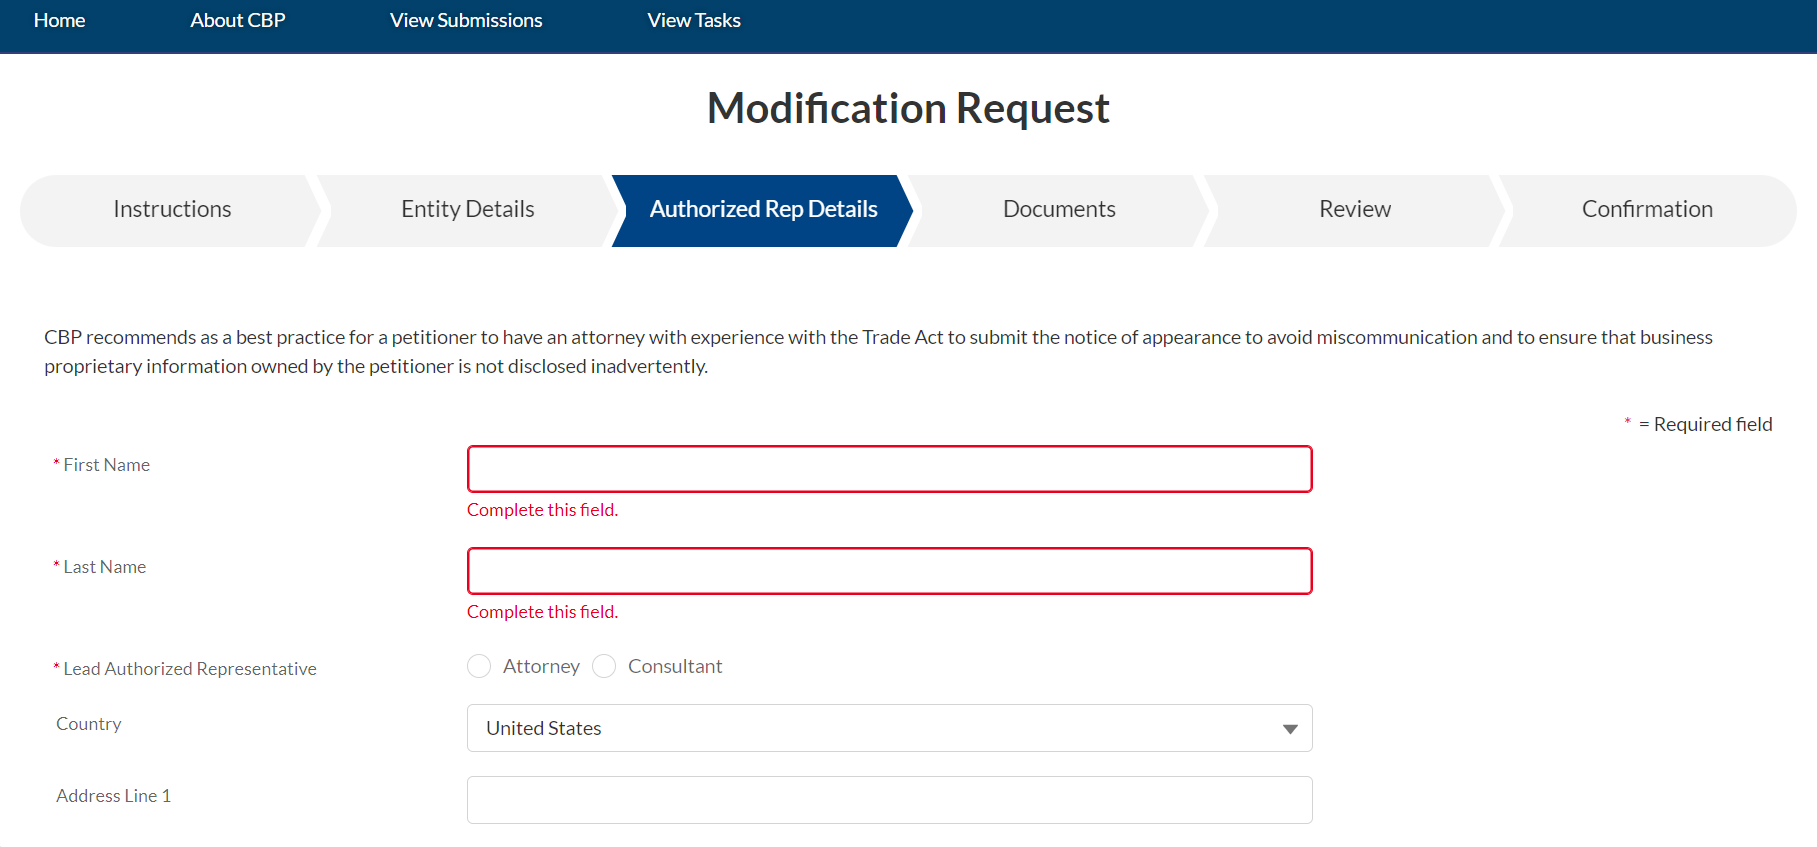 Home About CBP View Submissions View Tasks
Modification Request
Instructions Entity Details Authorized Rep Details Documents Review Confirmation
CBP recommends as a best practice for a petitioner to have an attorney with experience with the Trade Act to submit the notice of appearance to avoid miscommunication and to ensure that business
proprietary information owned by the petitioner is not disclosed inadvertently.
* = Required field
* First Name
Complete this field.
* Last Name
Complete this field.
* Lead Authorized Representative Attorney Consultant
Country United States
Address Line 1